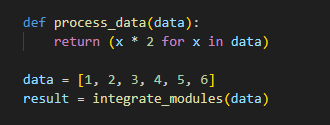 def process_data(data):
    return (x * 2 for x in data)
data = [1, 2, 3, 4, 5, 6]
result = integrate_modules(data)